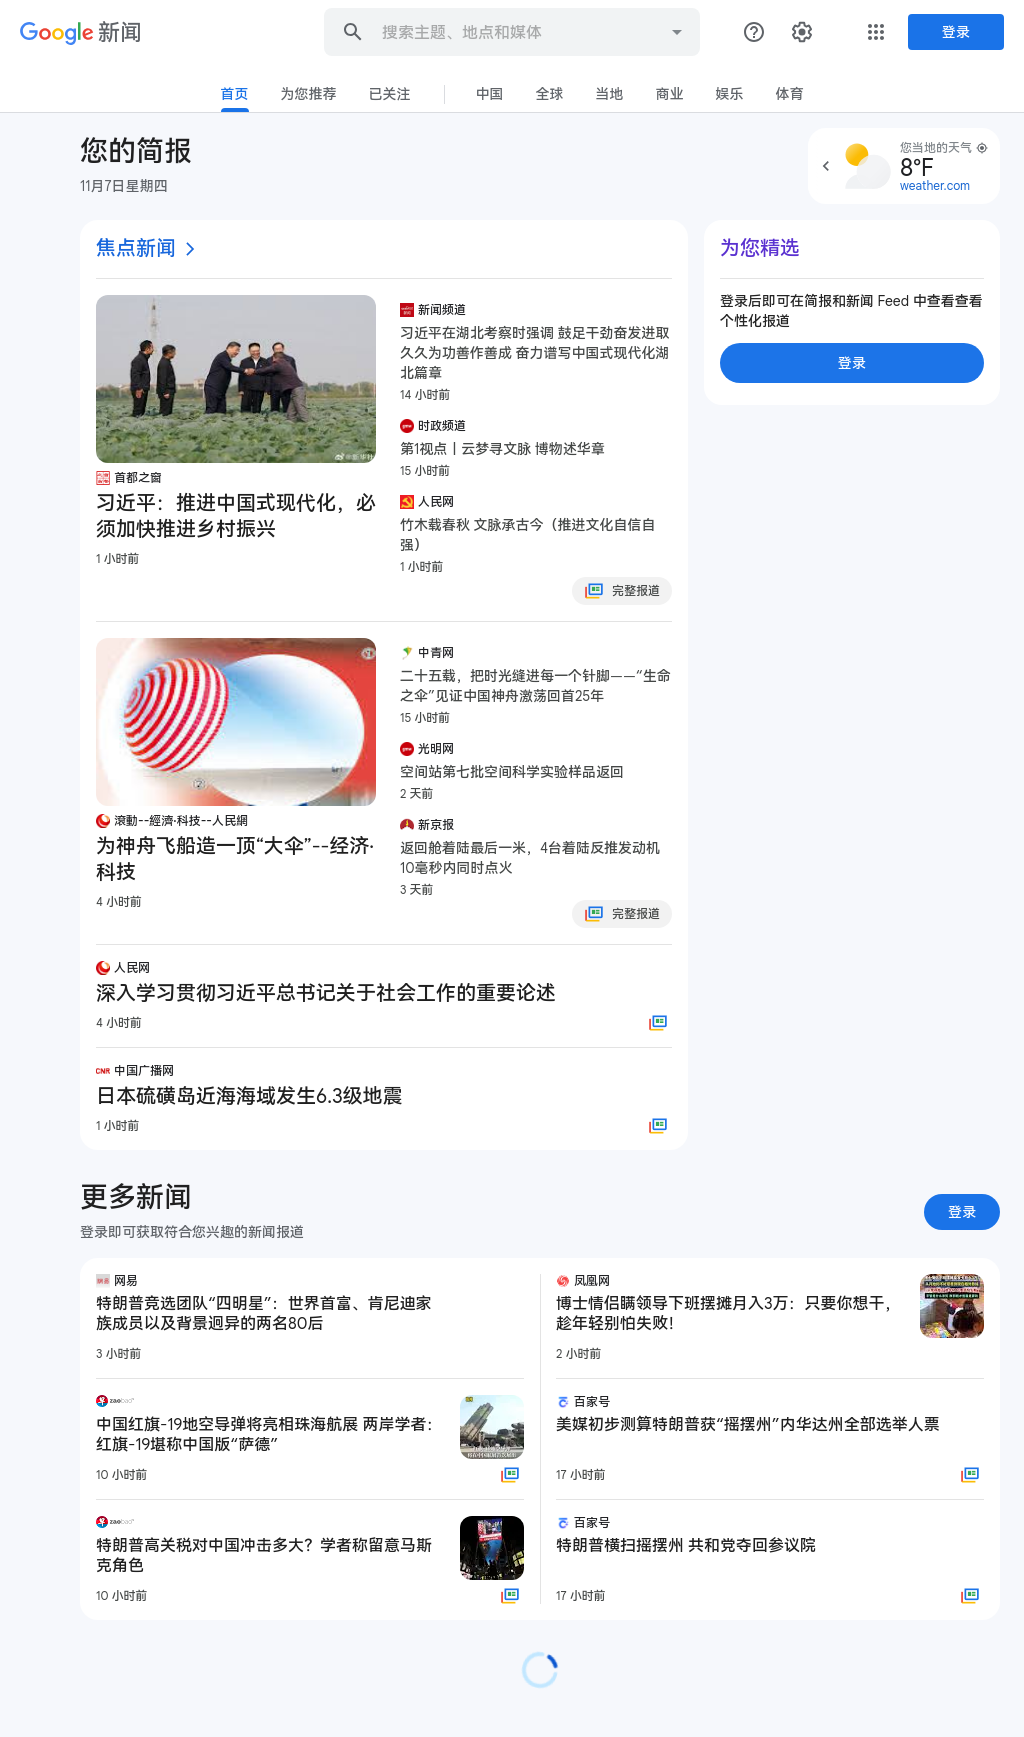 Google 新闻
搜索主题、地点和媒体
登录
首页
为您推荐
已关注
中国
全球
当地
商业
娱乐
体育
您的简报
11月7日星期四
您当地的天气
8°F
weather.com
焦点新闻
@新华社
首都之窗
习近平：推进中国式现代化，必
须加快推进乡村振兴
1 小时前
新闻频道
习近平在湖北考察时强调 鼓足干劲奋发进取
久久为功善作善成 奋力谱写中国式现代化湖
北篇章
14 小时前
时政频道
第1视点丨云梦寻文脉 博物述华章
15 小时前
人民网
竹木载春秋 文脉承古今（推进文化自信自
强）
1 小时前
完整报道
滚動--經濟·科技--人民網
为神舟飞船造一顶“大伞”--经济·
科技
4 小时前
中青网
二十五载，把时光缝进每一个针脚——“生命
之伞”见证中国神舟激荡回首25年
15 小时前
光明网
空间站第七批空间科学实验样品返回
2 天前
新京报
返回舱着陆最后一米，4台着陆反推发动机
10毫秒内同时点火
3 天前
完整报道
人民网
深入学习贯彻习近平总书记关于社会工作的重要论述
4 小时前
CNR 中国广播网
日本硫磺岛近海海域发生6.3级地震
1 小时前
为您精选
登录后即可在简报和新闻 Feed 中查看查看
个性化报道
登录
更多新闻
登录即可获取符合您兴趣的新闻报道
登录
网易
特朗普竞选团队“四明星”：世界首富、肯尼迪家
族成员以及背景迥异的两名80后
3 小时前
zaobao
中国红旗-19地空导弹将亮相珠海航展 两岸学者：
红旗-19堪称中国版“萨德”
10 小时前
zaobao
特朗普高关税对中国冲击多大？学者称留意马斯
克角色
10 小时前
凤凰网
博士情侣瞒领导下班摆摊月入3万：只要你想干，
趁年轻别怕失败！
2 小时前
百家号
美媒初步测算特朗普获“摇摆州”内华达州全部选举人票
17 小时前
百家号
特朗普横扫摇摆州 共和党夺回参议院
17 小时前